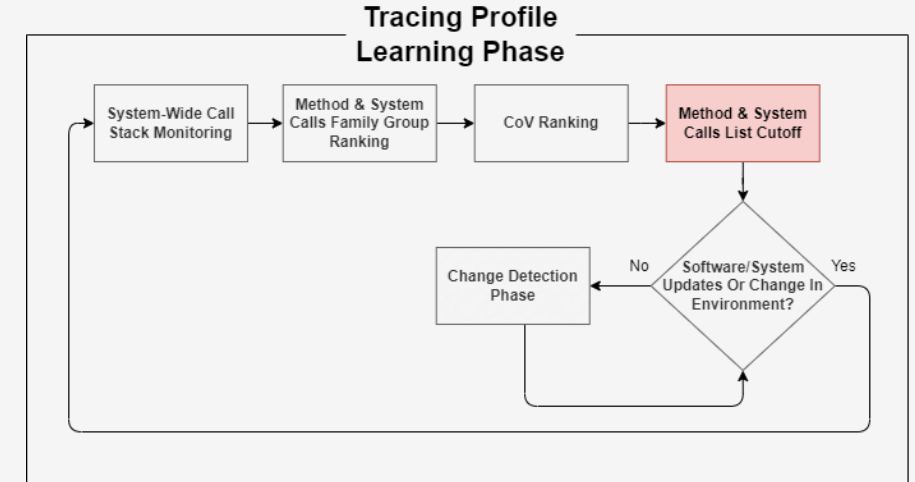 Tracing Profile
Learning Phase
System-Wide Call
Stack Monitoring
Method & System
Calls Family Group
Ranking
CoV Ranking
Method & System
Calls List Cutoff
Change Detection
Phase
No
Software/System
Updates Or Change In
Environment?
Yes